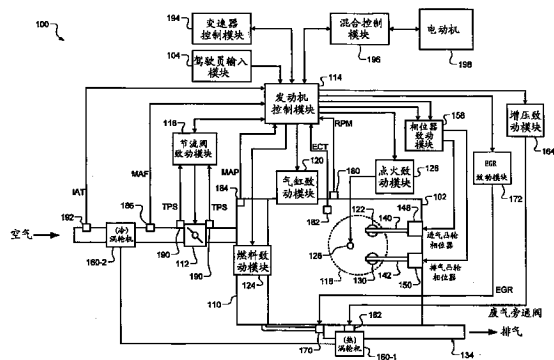 100
194
变速器
控制模块
混合控制
模块
196
电动机
198
104
驾驶员输入
模块
114
发动机
控制模块
116
节流阀
致动模块
相位器
致动模块
158
增压致
动模块
164
IAT
MAF
MAP
ECT
RPM
120
气缸致
动模块
点火致
动模块
126
EGR
致动模块
172
TPS
TPS
184
180
182
102
192
186
空气
(冷)
涡轮机
160-2
190
112
190
燃料致
动模块
124
110
118
128
122
140
148
进气凸轮
相位器
130
142
150
排气凸轮
相位器
EGR
废气旁通阀
162
170
(热)
涡轮机
160-1
排气
134